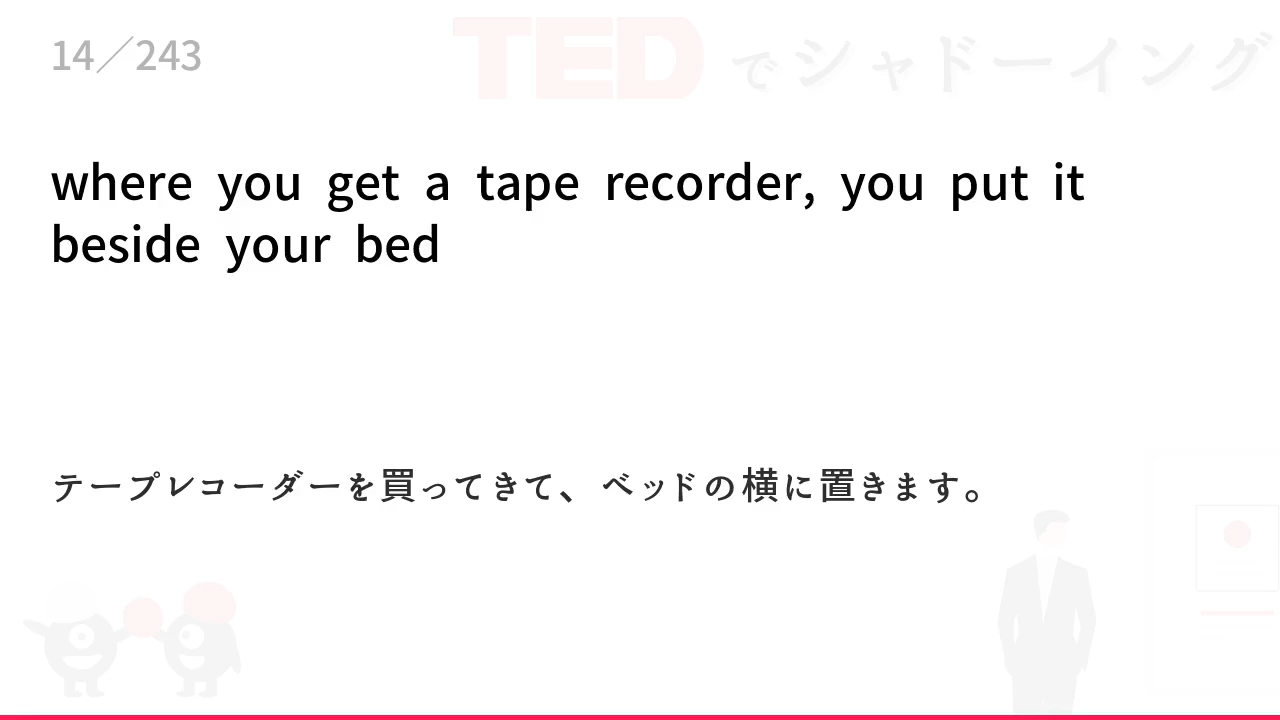 14／243
TEDでシャドーイング
where you get a tape recorder, you put it
beside your bed
テープレコーダーを買ってきて、ベッドの横に置きます。